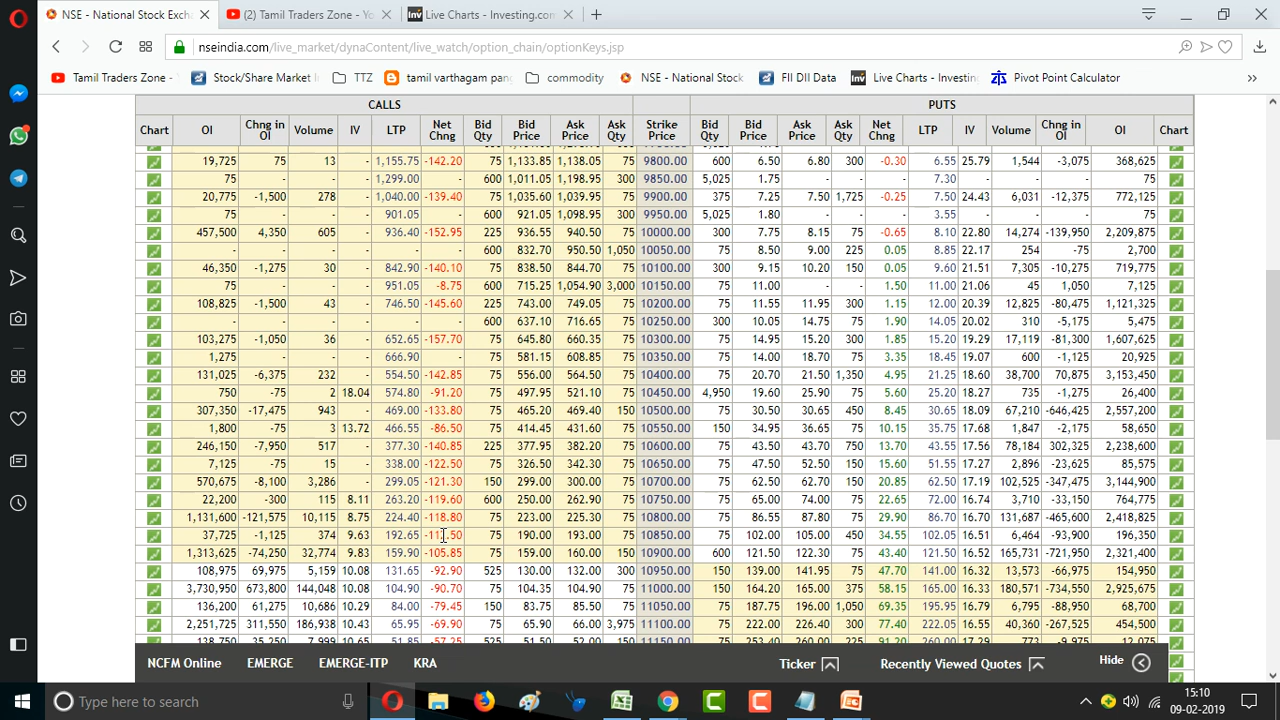 NSE - National Stock Exch
(2) Tamil Traders Zone - Yo
Live Charts - Investing.com
nseindia.com/live_market/dynaContent/live_watch/option_chain/optionKeys.jsp
Tamil Traders Zone - Stock/Share Market I TTZ tamil varthagam pan commodity NSE - National Stock FII DII Data Live Charts - Investin Pivot Point Calculator
CALLS PUTS
Chart OI Chng in OI Volume IV LTP Net Chng Bid Qty Bid Price Ask Price Ask Qty Strike Price Bid Qty Bid Price Ask Price Ask Qty Net Chng LTP IV Volume Chng in OI OI Chart
19,725 75 13 - 1,155.75 -142.20 75 1,133.85 1,138.05 75 9800.00 600 6.50 6.80 300 -0.30 6.55 25.79 1,544 -3,075 368,625
75 - - - 1,299.00 - 600 1,011.05 1,198.95 300 9850.00 5,025 1.75 - - - 7.30 - - - 75
20,775 -1,500 278 - 1,040.00 -139.40 75 1,035.60 1,039.95 75 9900.00 375 7.25 7.50 1,725 -0.25 7.50 24.43 6,031 -12,375 772,125
75 - - - 901.05 - 600 921.05 1,098.95 300 9950.00 5,025 1.80 - - - 3.55 - - - 75
457,500 4,350 605 - 936.40 -152.95 225 936.55 940.50 75 10000.00 300 7.75 8.15 75 -0.65 8.10 22.80 14,274 -139,950 2,209,875
- - - - - - 600 832.70 950.50 1,050 10050.00 75 8.50 9.00 225 0.05 8.85 22.17 254 -75 2,700
46,350 -1,275 30 - 842.90 -140.10 75 838.50 844.70 75 10100.00 300 9.15 10.20 150 0.05 9.60 21.51 7,305 -10,275 719,775
75 - - - 951.05 -8.75 600 715.25 1,054.90 3,000 10150.00 75 11.00 - - 1.50 11.00 21.06 45 1,050 7,125
108,825 -1,500 43 - 746.50 -145.60 225 743.00 749.05 75 10200.00 75 11.55 11.95 300 1.15 12.00 20.39 12,825 -80,475 1,121,325
- - - - - - 600 637.10 716.65 75 10250.00 300 10.05 14.75 75 1.90 14.05 20.02 310 -5,175 5,475
103,275 -1,050 36 - 652.65 -157.70 75 645.80 660.35 75 10300.00 75 14.95 15.20 300 1.85 15.20 19.29 17,119 -81,300 1,607,625
1,275 - - - 666.90 - 75 581.15 608.85 75 10350.00 75 14.00 18.70 75 3.35 18.45 19.07 600 -1,125 20,925
131,025 -6,375 232 - 554.50 -142.85 75 556.00 564.50 75 10400.00 75 20.70 21.50 1,350 4.95 21.25 18.60 38,700 70,875 3,153,450
750 -75 2 18.04 574.80 -91.20 75 497.95 521.10 75 10450.00 4,950 19.60 25.90 75 5.60 25.20 18.27 735 -1,275 26,400
307,350 -17,475 943 - 469.00 -133.80 75 465.20 469.40 150 10500.00 75 30.50 30.65 450 8.45 30.65 18.09 67,210 -646,425 2,557,200
1,800 -75 3 13.72 466.55 -86.50 75 414.45 431.60 75 10550.00 150 34.95 36.65 75 10.15 35.75 17.68 1,847 -2,175 58,650
246,150 -7,950 517 - 377.30 -140.85 225 377.95 382.20 75 10600.00 75 43.50 43.70 75 13.70 43.55 17.56 78,184 302,325 2,238,600
7,125 -75 15 - 338.00 -122.50 75 326.50 342.30 75 10650.00 75 47.50 52.50 150 15.60 51.55 17.57 2,896 -23,625 85,575
570,675 -8,100 3,286 - 299.05 -121.30 150 299.00 300.00 75 10700.00 75 62.50 62.70 150 20.85 62.50 17.19 102,525 -347,475 3,144,900
22,200 -300 115 8.11 263.20 -119.60 600 250.00 262.90 75 10750.00 75 65.00 74.00 75 22.65 72.00 16.74 3,710 -33,150 764,775
1,131,600 -121,575 10,115 8.75 224.40 -118.80 75 223.00 225.30 75 10800.00 75 86.55 87.80 75 29.90 86.70 16.70 131,687 -465,600 2,418,825
37,725 -1,125 374 9.63 192.65 75 190.00 193.00 75 10850.00 75 102.00 105.00 75 34.55 102.05 16.51 6,464 -93,900 196,350
1,313,625 -74,250 32,774 9.83 159.90 -105.85 75 159.00 160.00 150 10900.00 600 121.50 122.30 75 43.40 121.50 16.52 165,731 -721,950 2,321,400
108,975 69,975 5,159 10.08 131.65 -92.90 525 130.00 132.00 300 10950.00 150 139.00 141.95 75 47.70 141.00 16.32 13,573 -66,975 154,950
3,730,950 673,800 144,048 10.08 104.90 -90.70 75 104.35 104.90 75 11000.00 150 164.20 165.00 375 58.15 165.00 16.33 180,571 -734,550 2,925,675
136,200 61,275 10,686 10.29 84.00 -79.45 150 83.75 85.50 75 11050.00 75 187.75 196.00 1,050 69.35 195.95 16.79 6,795 -88,950 68,700
2,251,725 311,550 186,938 10.43 65.95 -69.90 75 65.90 66.00 3,975 11100.00 75 222.00 226.40 300 77.40 222.05 16.55 40,360 -267,525 454,500
138,750 35,250 7,999 10.65 51.85 -57.25 525 51.50 52.00 150 11150.00 75 253.40 260.00 225 91.20 260.00 17.29 773 -9,975 12,075
NCFM Online EMERGE EMERGE-ITP KRA Ticker Recently Viewed Quotes Hide
Type here to search
15:10
09-02-2019